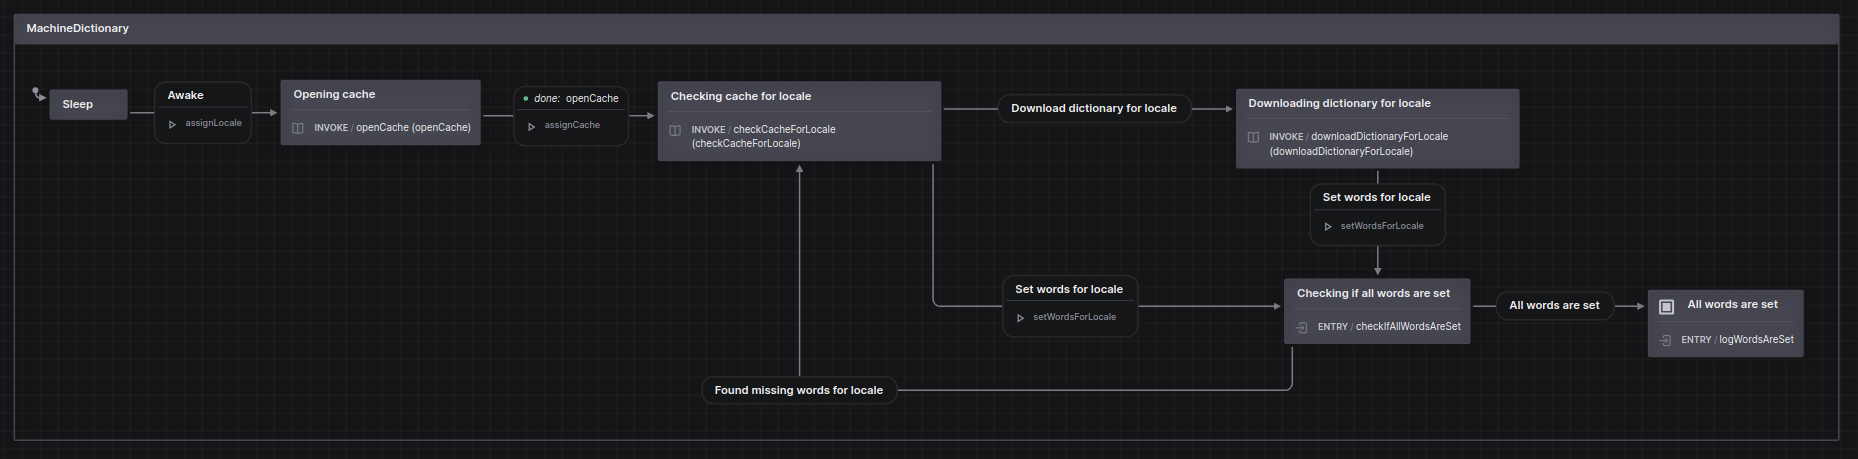 MachineDictionary
Sleep
Awake
assignLocale
Opening cache
INVOKE / openCache (openCache)
done: openCache
assignCache
Checking cache for locale
INVOKE / checkCacheForLocale
(checkCacheForLocale)
Download dictionary for locale
Downloading dictionary for locale
INVOKE / downloadDictionaryForLocale
(downloadDictionaryForLocale)
Set words for locale
setWordsForLocale
Set words for locale
setWordsForLocale
Checking if all words are set
ENTRY / checkIfAllWordsAreSet
All words are set
All words are set
ENTRY / logWordsAreSet
Found missing words for locale